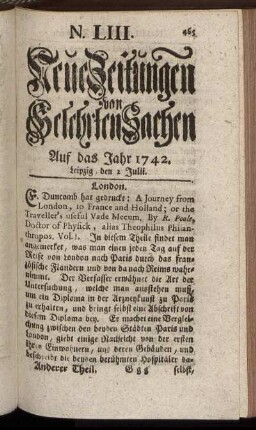 N. LIII. 465
Neue Zeitungen
von
Gelehrten Sachen
Auf das Jahr 1742.
Leipzig, den 2 Julii.
London.
E. Duncomb hat gedruckt: A Journey from
London, to France and Holland; or the
Traveller's useful Vade Mecum, By R. Poole,
Doctor of Physick, alias Theophilus Philan-
thropos. Vol. I. In diesem Theile findet man
angemerket, was man einen jeden Tag auf der
Reise von London nach Paris durch das fran-
zösische Flandern und von da nach Reims wahr-
nimmt. Der Verfasser erwähnet die Art der
Untersuchung, welche man ausstehen muß,
um ein Diploma in der Arzneykunst zu Paris
zu erhalten, und bringt selbst ein Abschrift von
diesem Diploma bey. Er machet eine Verglei-
chung zwischen den beyden Städten Paris und
London, giebt einige Nachricht von der ersten
ihren Einwohnern, und deren Gebäuden, und
beschreibt die beyden berühmten Hospitäler da-
Anderer Theil. Ggg selbst,